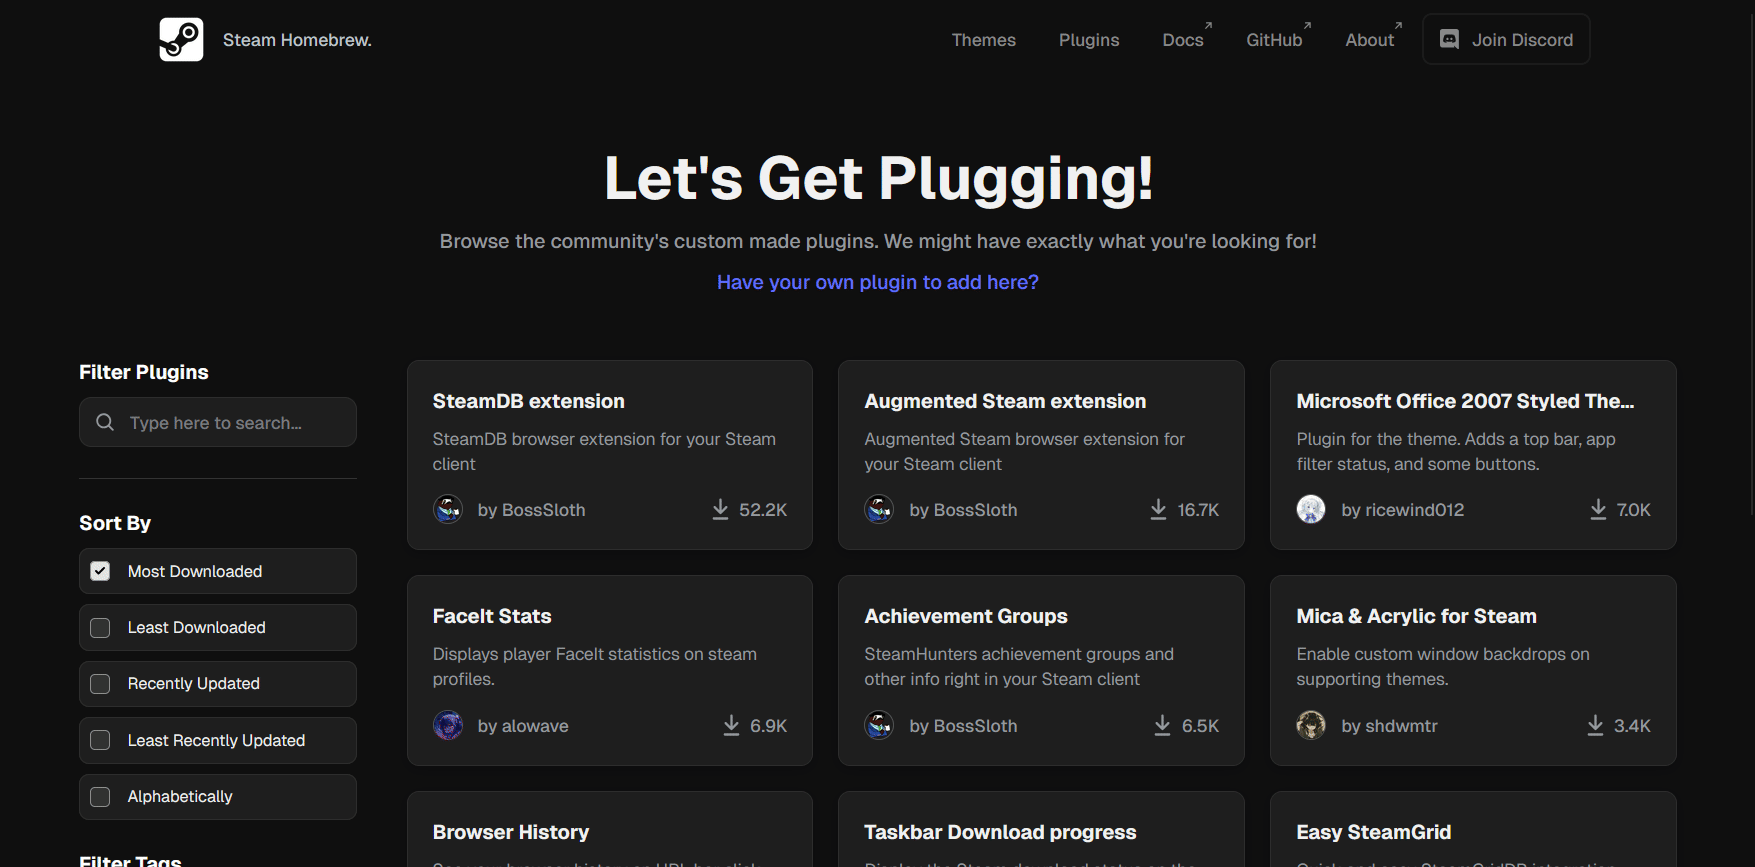 Steam Homebrew.
Themes
Plugins
Docs
GitHub
About
Join Discord
Let's Get Plugging!
Browse the community's custom made plugins. We might have exactly what you're looking for!
Have your own plugin to add here?
Filter Plugins
Type here to search...
Sort By
Most Downloaded
Least Downloaded
Recently Updated
Least Recently Updated
Alphabetically
Filter Tags
SteamDB extension
SteamDB browser extension for your Steam
client
by BossSloth
52.2K
Augmented Steam extension
Augmented Steam browser extension for
your Steam client
by BossSloth
16.7K
Microsoft Office 2007 Styled The...
Plugin for the theme. Adds a top bar, app
filter status, and some buttons.
by ricewind012
7.0K
FaceIt Stats
Displays player FaceIt statistics on steam
profiles.
by alowave
6.9K
Achievement Groups
SteamHunters achievement groups and
other info right in your Steam client
by BossSloth
6.5K
Mica & Acrylic for Steam
Enable custom window backdrops on
supporting themes.
by shdwmtr
3.4K
Browser History
Taskbar Download progress
Easy SteamGrid